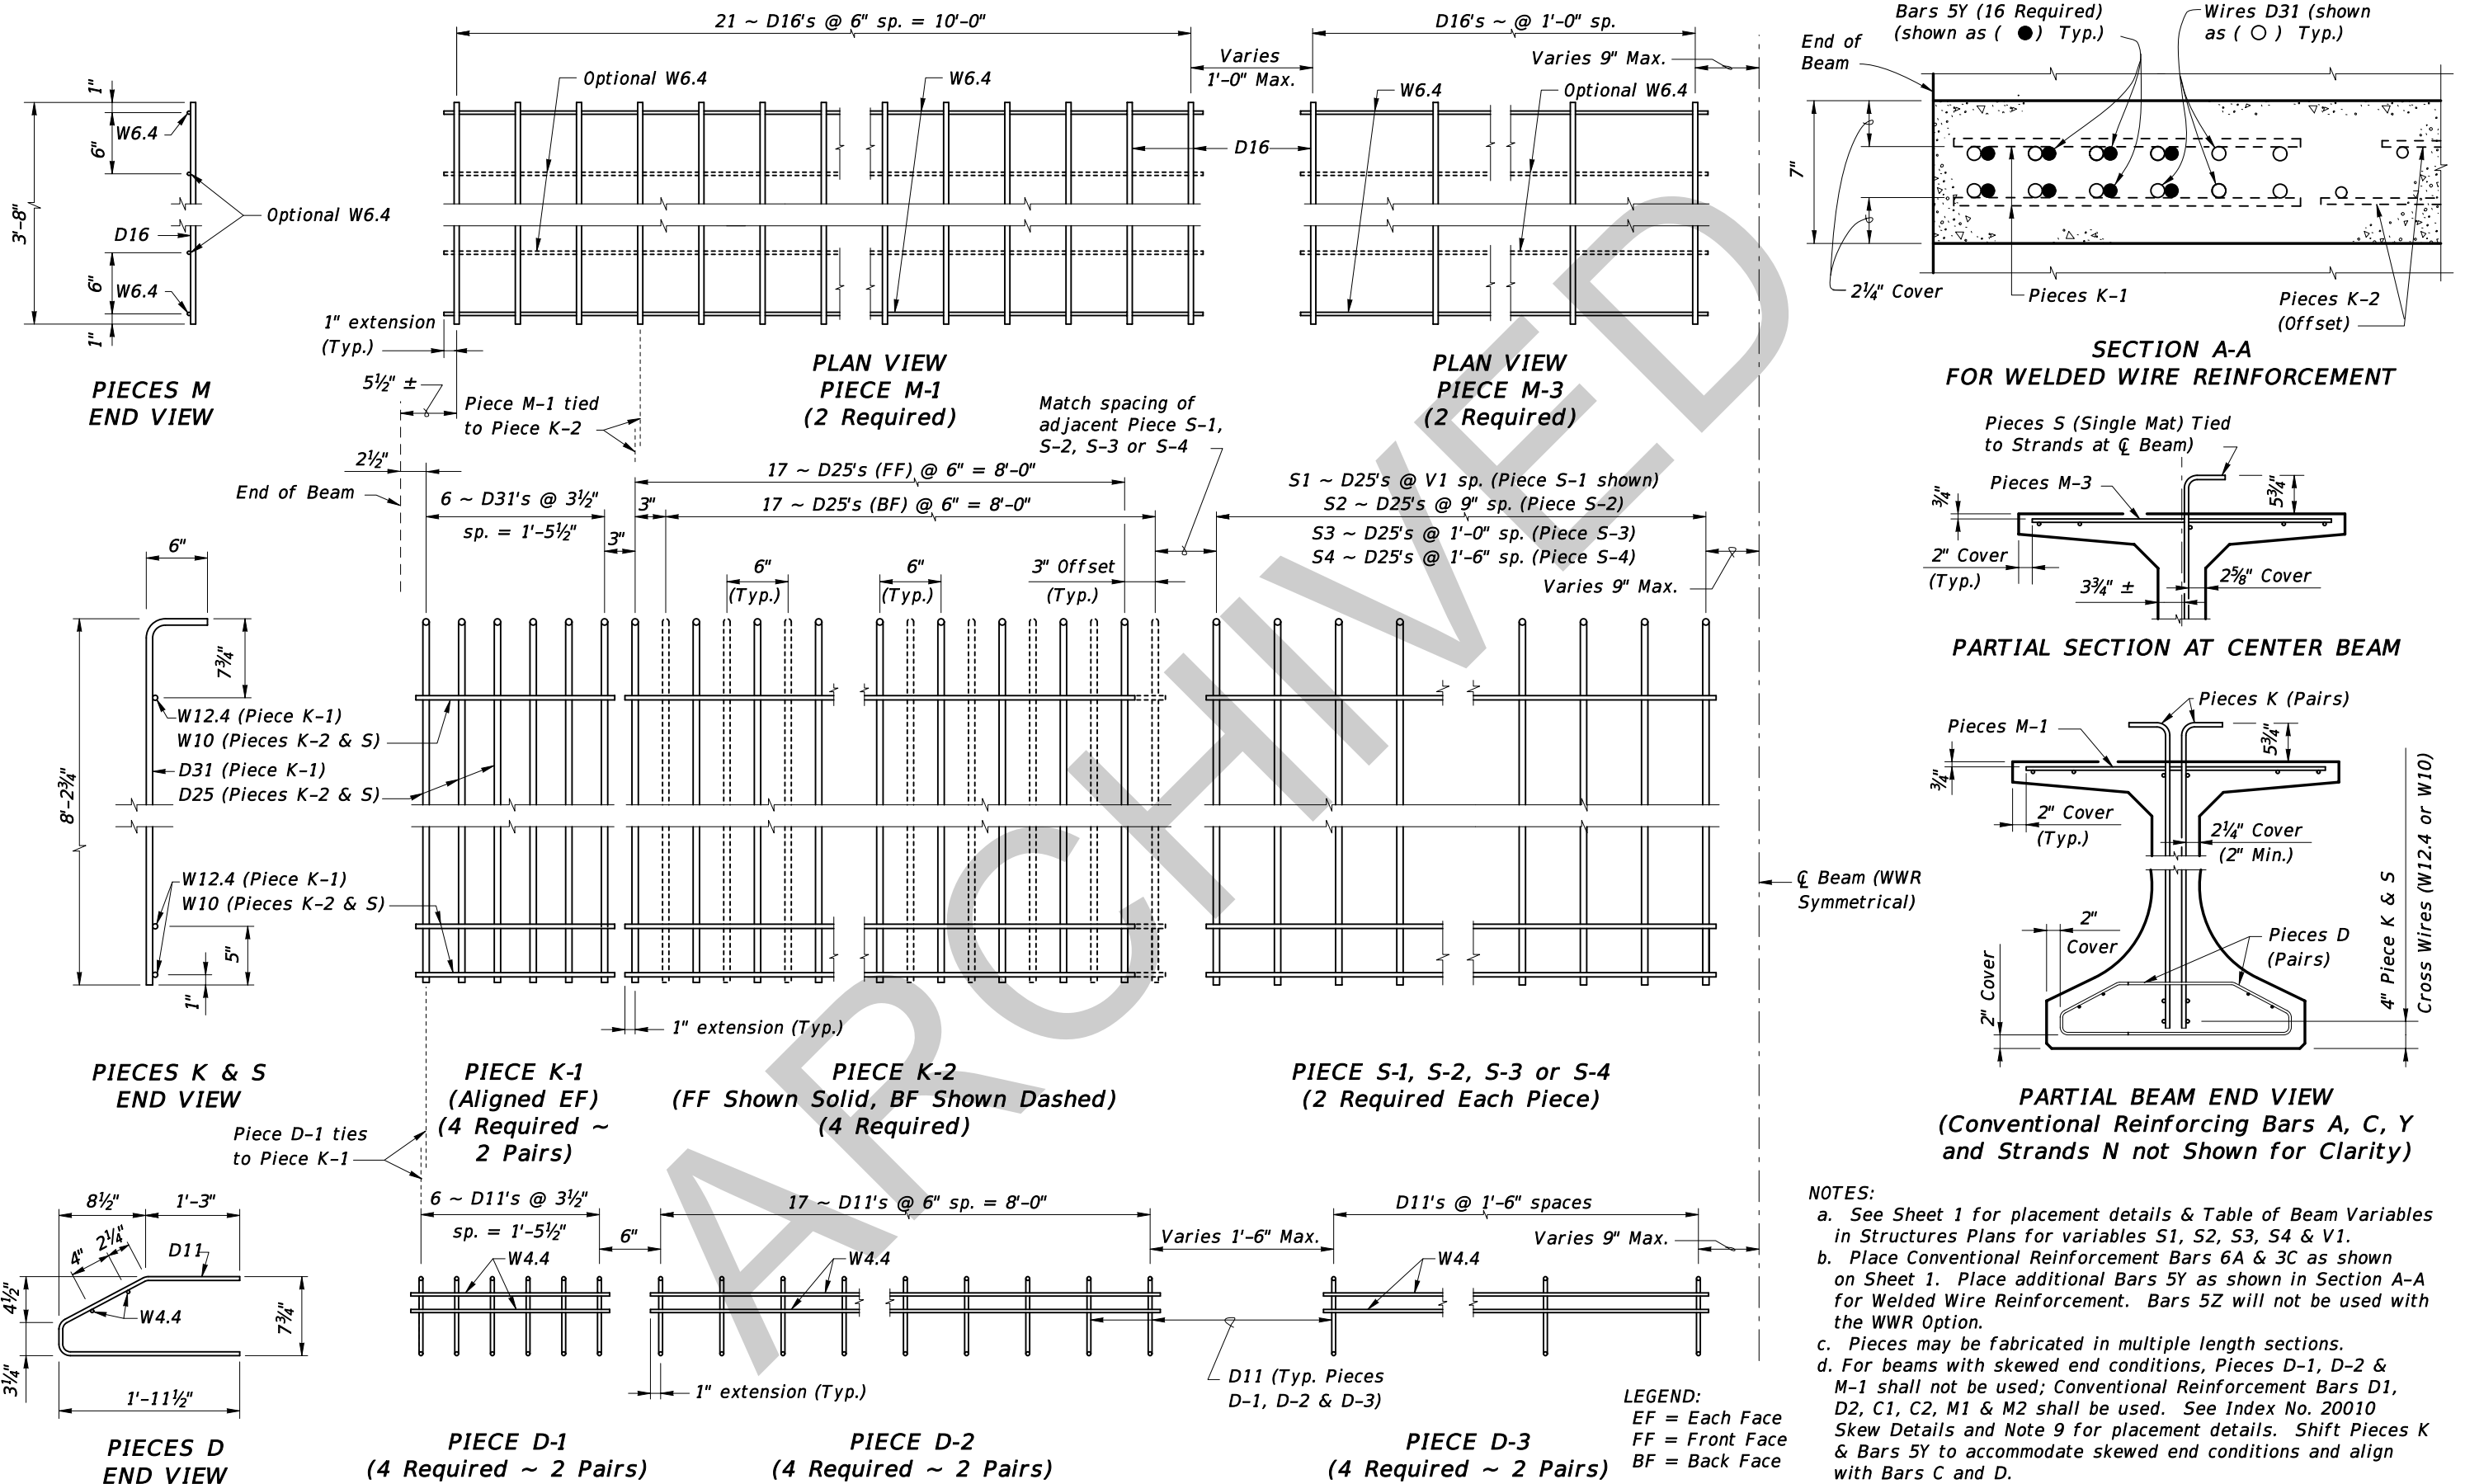 21 ~ D16's @ 6" sp. = 10'-0"
D16's ~ @ 1'-0" sp.
Varies
1'-0" Max.
Varies 9" Max.
Optional W6.4
W6.4
W6.4
Optional W6.4
D16
1"
6"
W6.4
3'-8"
Optional W6.4
D16
6"
W6.4
1"
PIECES M
END VIEW
1" extension
(Typ.)
5½" ±
Piece M-1 tied
to Piece K-2
PLAN VIEW
PIECE M-1
(2 Required)
PLAN VIEW
PIECE M-3
(2 Required)
Bars 5Y (16 Required)
(shown as ( ● ) Typ.)
Wires D31 (shown
as ( ○ ) Typ.)
End of
Beam
7"
2¼" Cover
Pieces K-1
Pieces K-2
(Offset)
SECTION A-A
FOR WELDED WIRE REINFORCEMENT
Match spacing of
adjacent Piece S-1,
S-2, S-3 or S-4
2½"
End of Beam
6 ~ D31's @ 3½"
sp. = 1'-5½"
3"
3"
17 ~ D25's (FF) @ 6" = 8'-0"
17 ~ D25's (BF) @ 6" = 8'-0"
6"
(Typ.)
6"
(Typ.)
3" Offset
(Typ.)
S1 ~ D25's @ V1 sp. (Piece S-1 shown)
S2 ~ D25's @ 9" sp. (Piece S-2)
S3 ~ D25's @ 1'-0" sp. (Piece S-3)
S4 ~ D25's @ 1'-6" sp. (Piece S-4)
Varies 9" Max.
6"
7¾"
8'-2¾"
W12.4 (Piece K-1)
W10 (Pieces K-2 & S)
D31 (Piece K-1)
D25 (Pieces K-2 & S)
W12.4 (Piece K-1)
W10 (Pieces K-2 & S)
5"
1"
1" extension (Typ.)
℄ Beam (WWR
Symmetrical)
PIECES K & S
END VIEW
PIECE K-1
(Aligned EF)
(4 Required ~
2 Pairs)
PIECE K-2
(FF Shown Solid, BF Shown Dashed)
(4 Required)
PIECE S-1, S-2, S-3 or S-4
(2 Required Each Piece)
Pieces S (Single Mat) Tied
to Strands at ℄ Beam)
Pieces M-3
¾"
5¾"
2" Cover
(Typ.)
3¾" ±
2⅝" Cover
PARTIAL SECTION AT CENTER BEAM
Pieces K (Pairs)
Pieces M-1
5¾"
¾"
2" Cover
(Typ.)
2¼" Cover
(2" Min.)
2"
Cover
Pieces D
(Pairs)
2" Cover
4" Piece K & S
Cross Wires (W12.4 or W10)
PARTIAL BEAM END VIEW
(Conventional Reinforcing Bars A, C, Y
and Strands N not Shown for Clarity)
Piece D-1 ties
to Piece K-1
8½"
1'-3"
4"
2¼"
D11
4½"
W4.4
7¾"
3¼"
1'-11½"
PIECES D
END VIEW
6 ~ D11's @ 3½"
sp. = 1'-5½"
6"
17 ~ D11's @ 6" sp. = 8'-0"
Varies 1'-6" Max.
D11's @ 1'-6" spaces
Varies 9" Max.
W4.4
W4.4
W4.4
1" extension (Typ.)
D11 (Typ. Pieces
D-1, D-2 & D-3)
PIECE D-1
(4 Required ~ 2 Pairs)
PIECE D-2
(4 Required ~ 2 Pairs)
PIECE D-3
(4 Required ~ 2 Pairs)
LEGEND:
EF = Each Face
FF = Front Face
BF = Back Face
NOTES:
a. See Sheet 1 for placement details & Table of Beam Variables
in Structures Plans for variables S1, S2, S3, S4 & V1.
b. Place Conventional Reinforcement Bars 6A & 3C as shown
on Sheet 1. Place additional Bars 5Y as shown in Section A-A
for Welded Wire Reinforcement. Bars 5Z will not be used with
the WWR Option.
c. Pieces may be fabricated in multiple length sections.
d. For beams with skewed end conditions, Pieces D-1, D-2 &
M-1 shall not be used; Conventional Reinforcement Bars D1,
D2, C1, C2, M1 & M2 shall be used. See Index No. 20010
Skew Details and Note 9 for placement details. Shift Pieces K
& Bars 5Y to accommodate skewed end conditions and align
with Bars C and D.
ARCHIVED